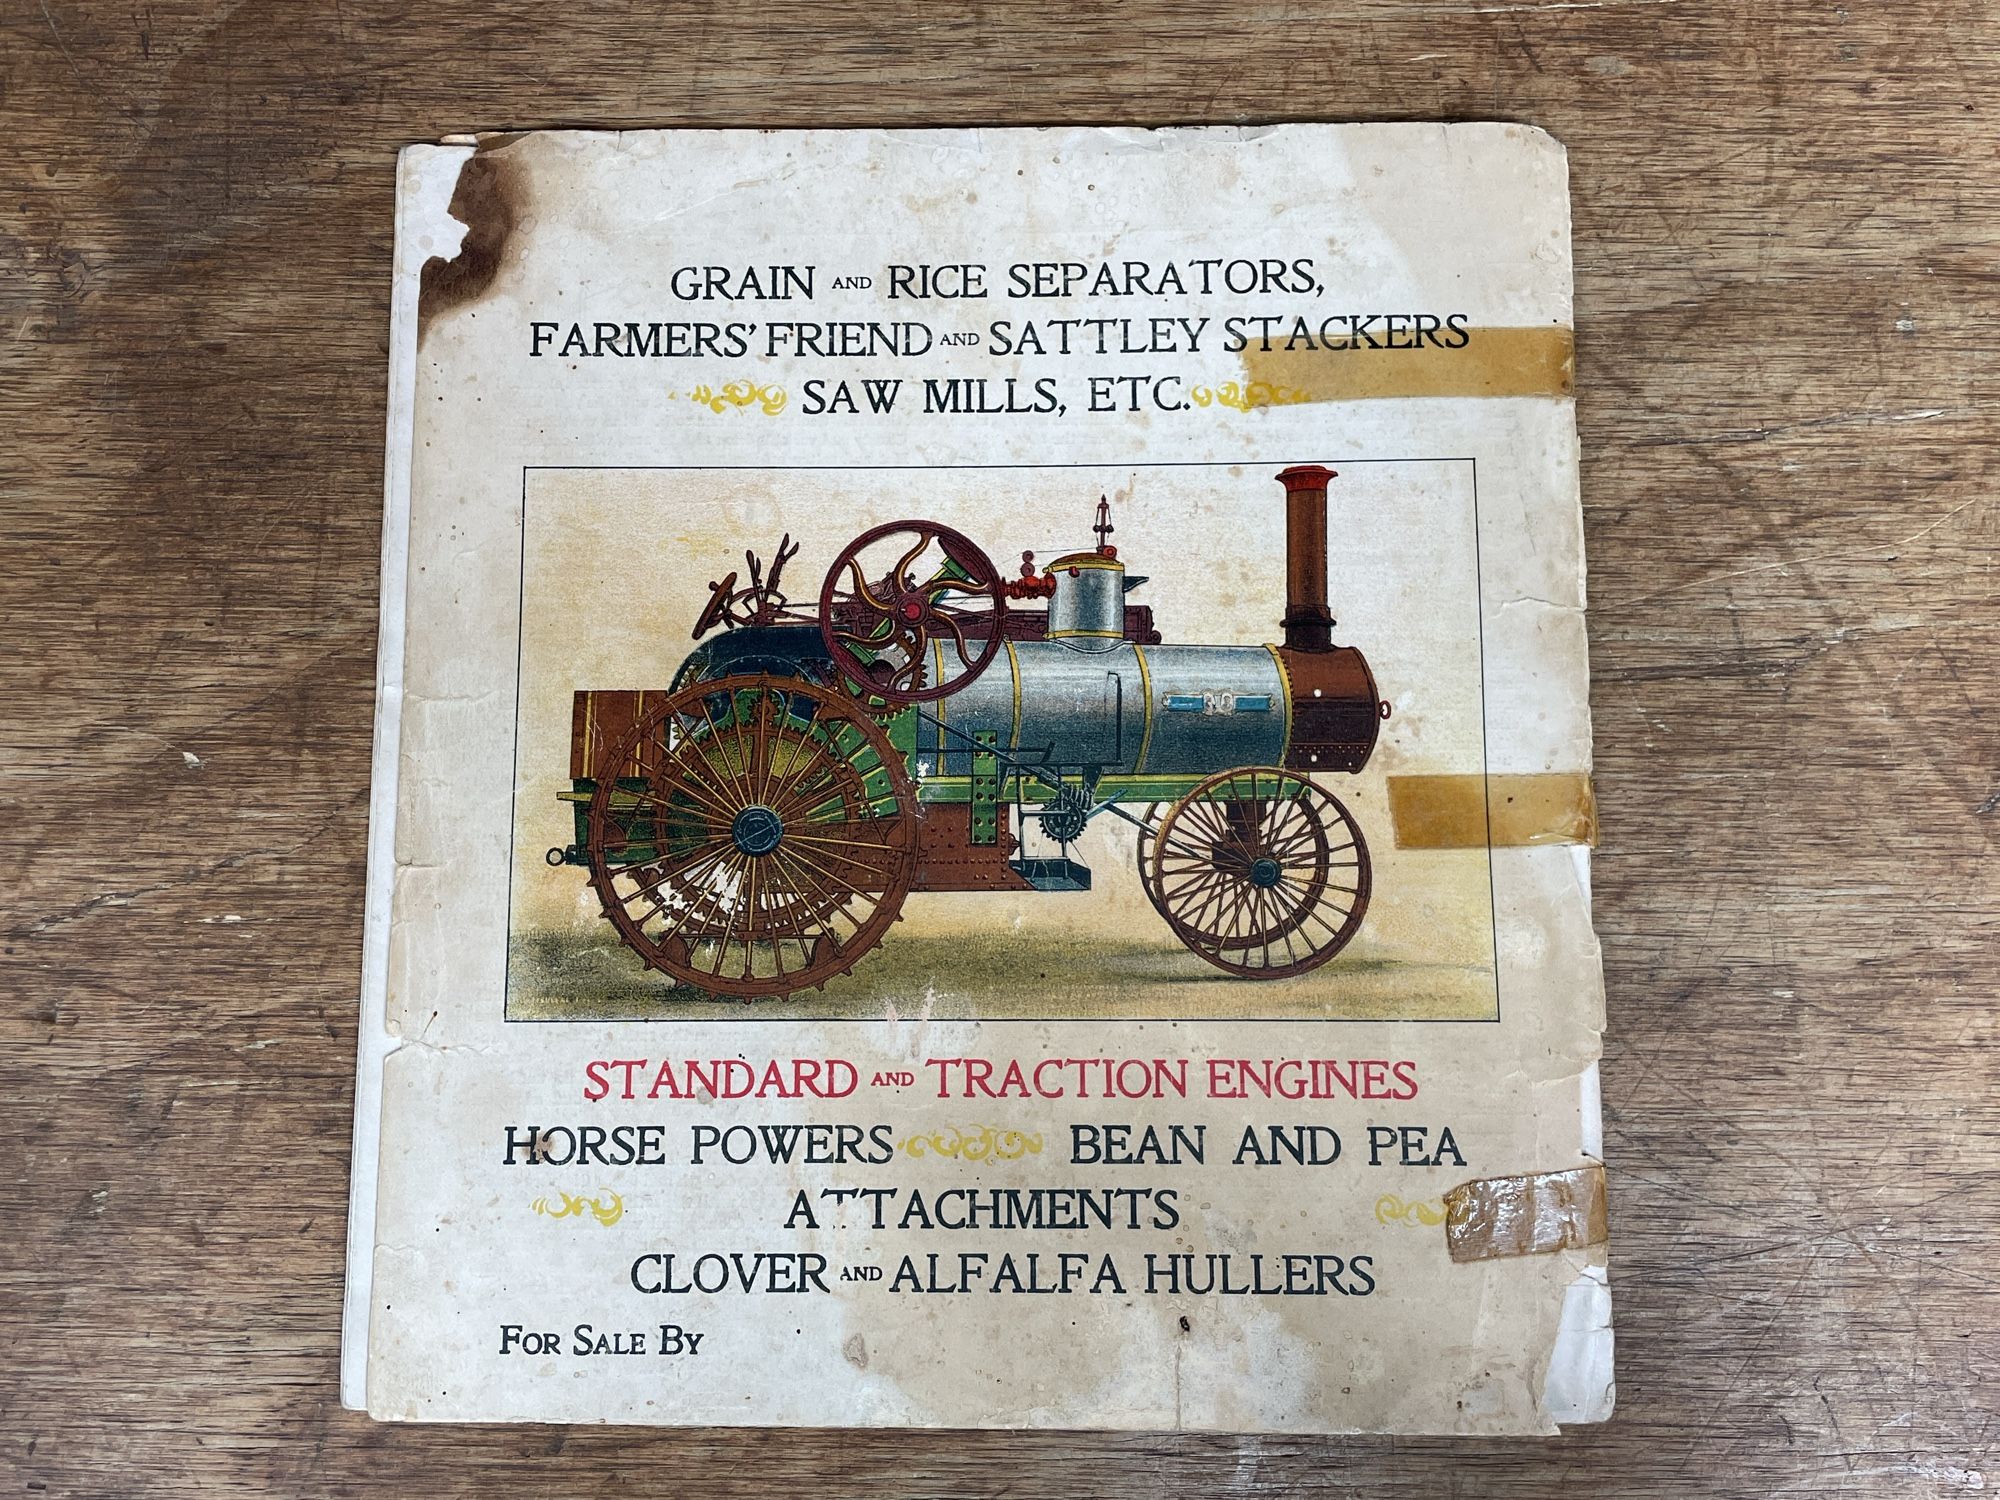 GRAIN AND RICE SEPARATORS,
FARMERS' FRIEND AND SATTLEY STACKERS
SAW MILLS, ETC.
30
STANDARD AND TRACTION ENGINES
HORSE POWERS BEAN AND PEA
ATTACHMENTS
CLOVER AND ALFALFA HULLERS
FOR SALE BY